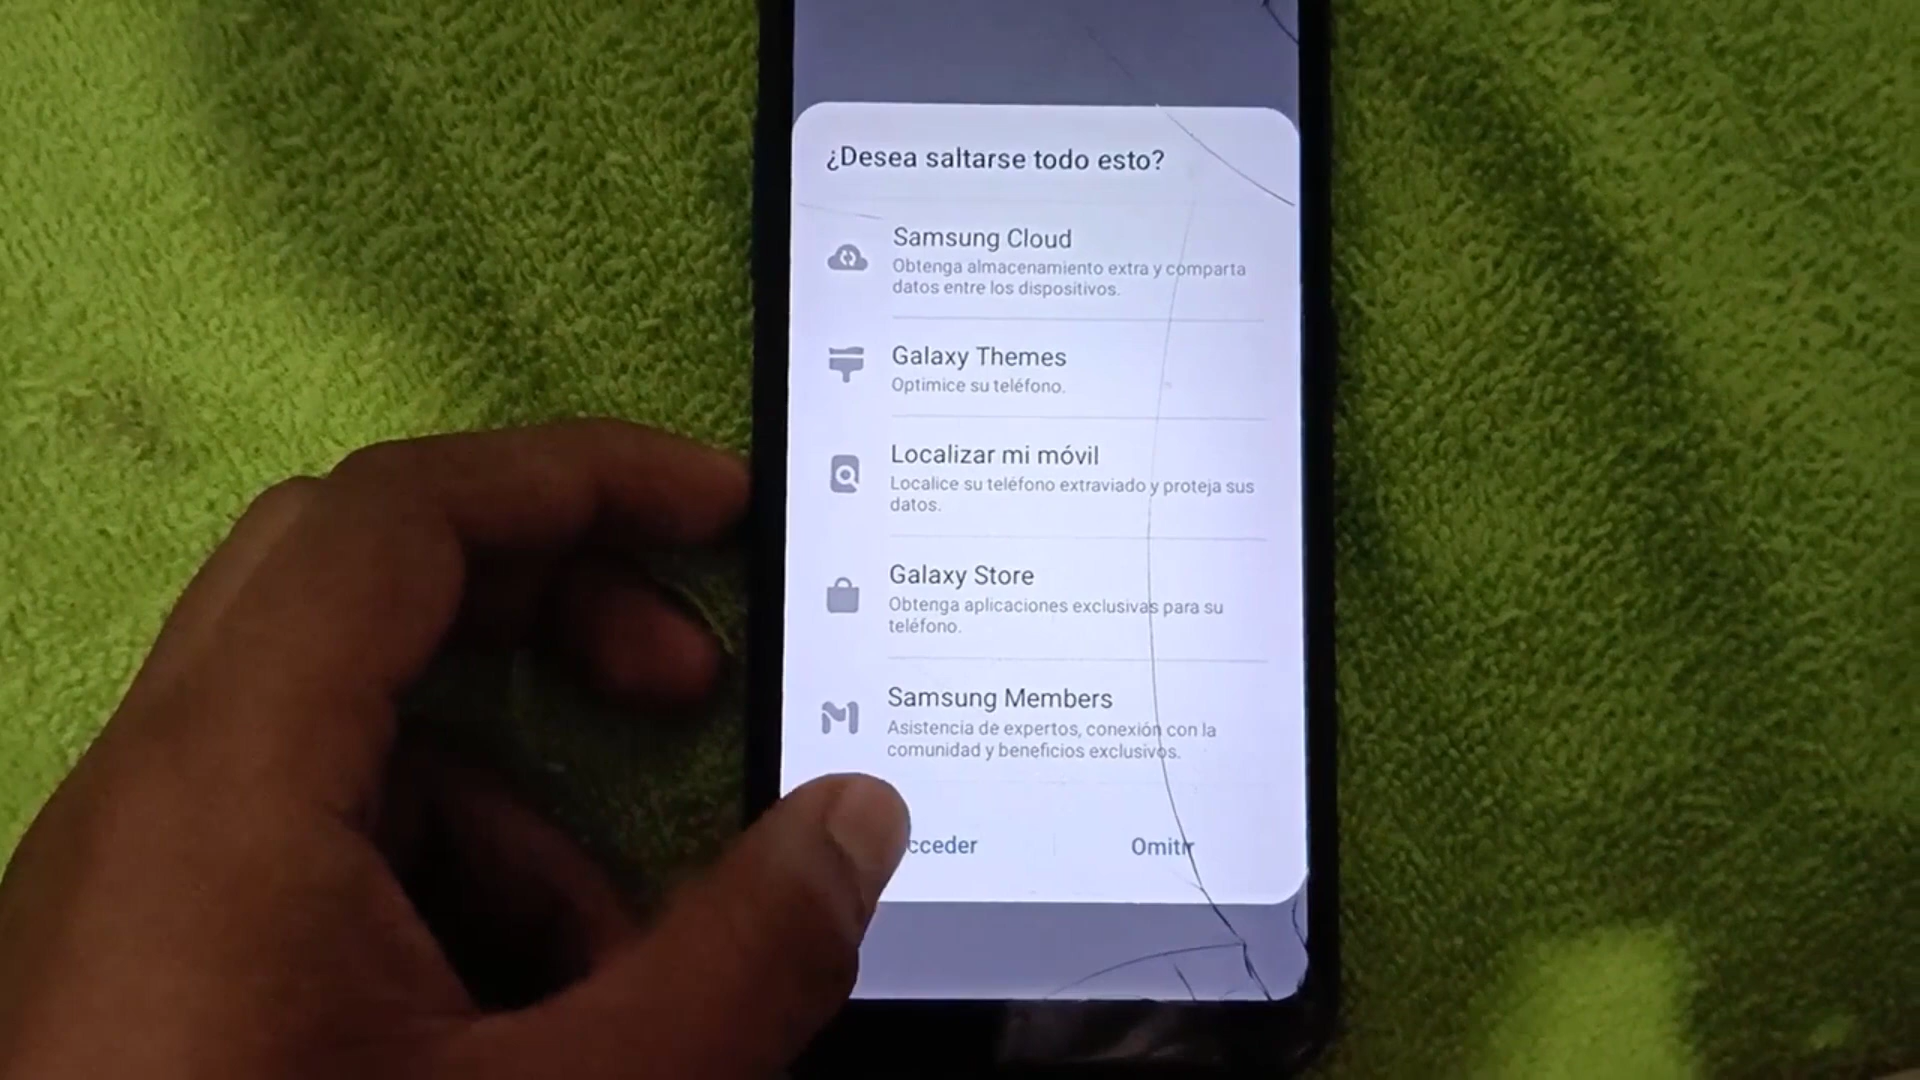 ¿Desea saltarse todo esto?
Samsung Cloud
Obtenga almacenamiento extra y comparta
datos entre los dispositivos.
Galaxy Themes
Optimice su teléfono.
Localizar mi móvil
Localice su teléfono extraviado y proteja sus
datos.
Galaxy Store
Obtenga aplicaciones exclusivas para su
teléfono.
Samsung Members
Asistencia de expertos, conexión con la
comunidad y beneficios exclusivos.
cceder Omitir